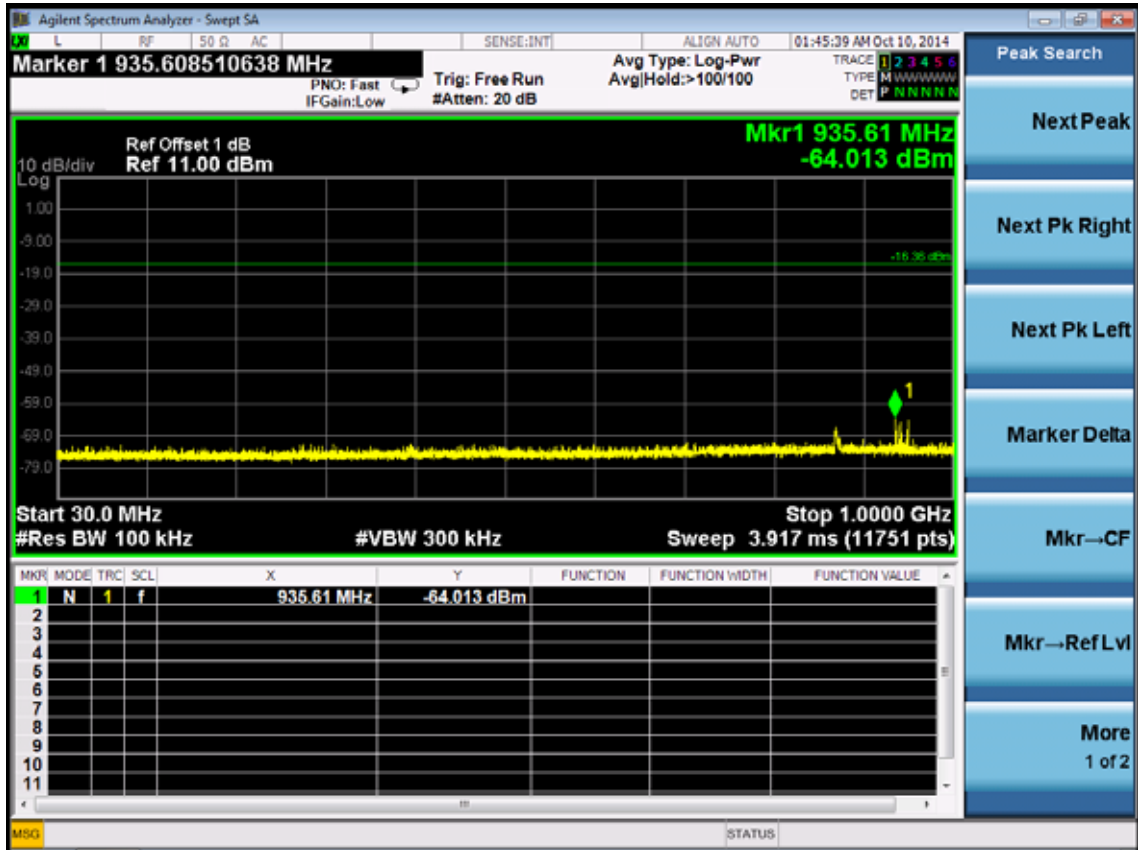 Agilent Spectrum Analyzer - Swept SA
L RF 50 Ω AC SENSE:INT ALIGN AUTO 01:45:39 AM Oct 10, 2014
Marker 1 935.608510638 MHz
PNO: Fast
IFGain:Low
Trig: Free Run
#Atten: 20 dB
Avg Type: Log-Pwr
Avg|Hold:>100/100
TRACE 1 2 3 4 5 6
TYPE M WWWWW
DET P N N N N N
Mkr1 935.61 MHz
-64.013 dBm
Ref Offset 1 dB
10 dB/div Ref 11.00 dBm
Log
1.00
-9.00
-16.36 dBm
-19.0
-29.0
-39.0
-49.0
-59.0
1
-69.0
-79.0
Start 30.0 MHz Stop 1.0000 GHz
#Res BW 100 kHz #VBW 300 kHz Sweep 3.917 ms (11751 pts)
MKR MODE TRC SCL X Y FUNCTION FUNCTION WIDTH FUNCTION VALUE
1 N 1 f 935.61 MHz -64.013 dBm
2
3
4
5
6
7
8
9
10
11
MSG STATUS
Peak Search
Next Peak
Next Pk Right
Next Pk Left
Marker Delta
Mkr→CF
Mkr→Ref Lvl
More
1 of 2